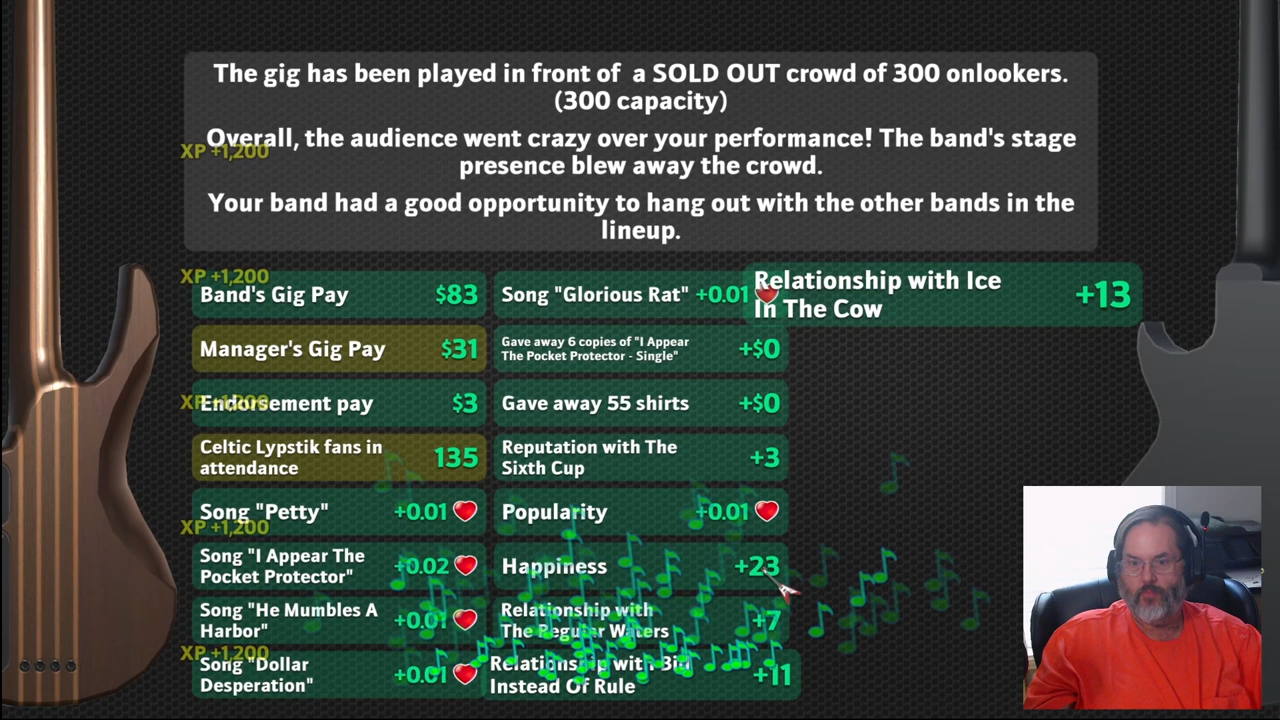 The gig has been played in front of a SOLD OUT crowd of 300 onlookers.
(300 capacity)
Overall, the audience went crazy over your performance! The band's stage
presence blew away the crowd.
Your band had a good opportunity to hang out with the other bands in the
lineup.
XP +1,200
XP +1,200
Band's Gig Pay $83
Manager's Gig Pay $31
XP +1,200
Endorsement pay $3
Celtic Lypstik fans in
attendance 135
Song "Petty" +0.01
XP +1,200
Song "I Appear The
Pocket Protector" +0.02
Song "He Mumbles A
Harbor" +0.01
XP +1,200
Song "Dollar
Desperation" +0.01
Song "Glorious Rat" +0.01
Gave away 6 copies of "I Appear
The Pocket Protector - Single" +$0
Gave away 55 shirts +$0
Reputation with The
Sixth Cup +3
Popularity +0.01
Happiness +23
Relationship with
The Regular Waters +7
Relationship with Bit
Instead Of Rule +11
Relationship with Ice
In The Cow +13